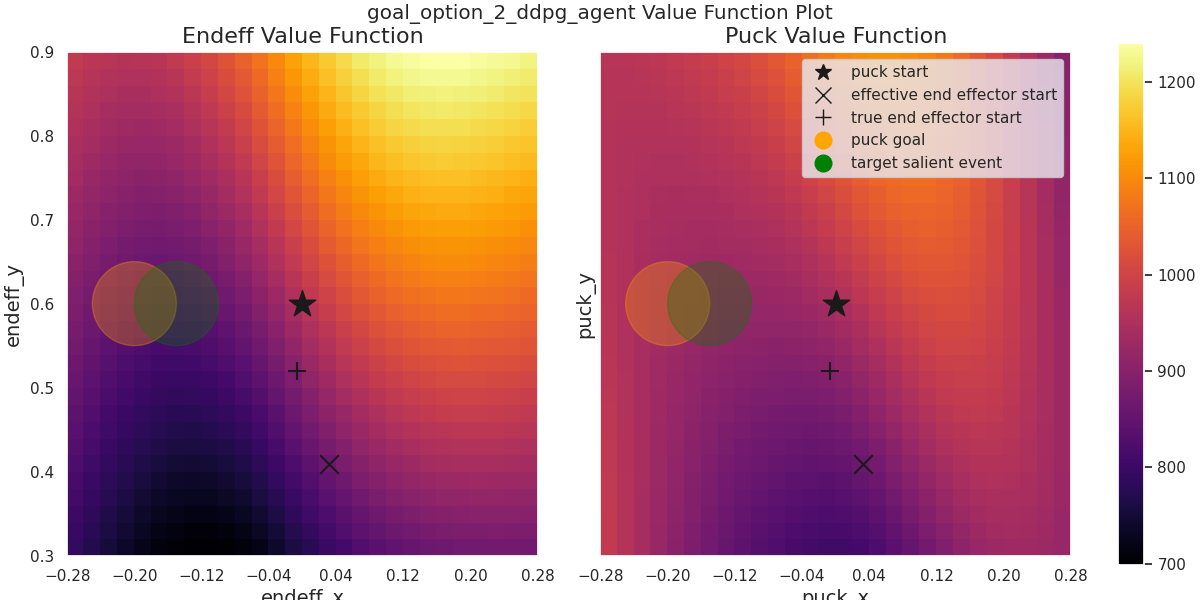 goal_option_2_ddpg_agent Value Function Plot
Endeff Value Function
endeff_y
0.9
0.8
0.7
0.6
0.5
0.4
0.3
−0.28 −0.20 −0.12 −0.04 0.04 0.12 0.20 0.28
endeff_x
Puck Value Function
puck start
effective end effector start
true end effector start
puck goal
target salient event
puck_y
−0.28 −0.20 −0.12 −0.04 0.04 0.12 0.20 0.28
puck_x
1200
1100
1000
900
800
700